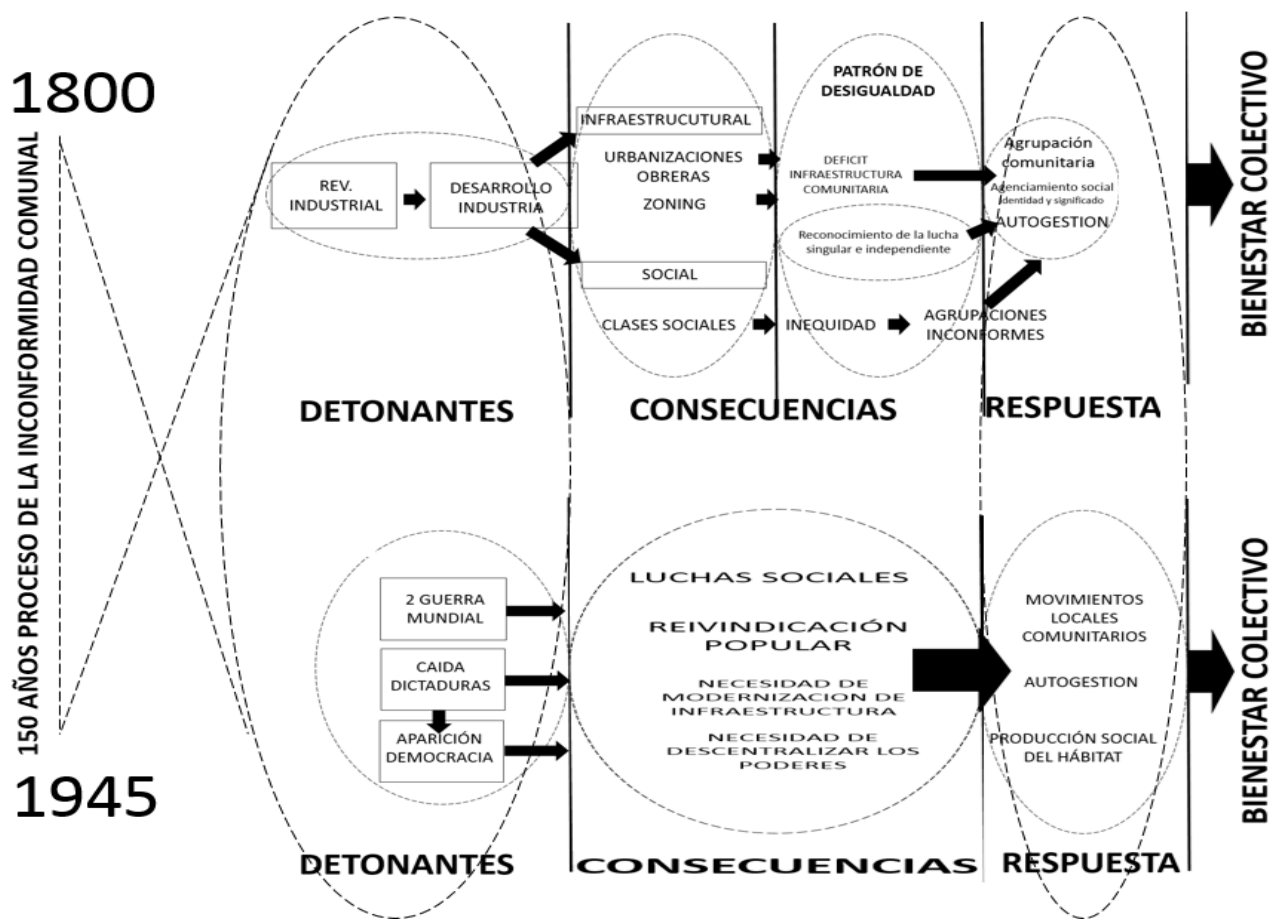 1800
150 AÑOS PROCESO DE LA INCONFORMIDAD COMUNAL
1945
REV.
INDUSTRIAL
DESARROLLO
INDUSTRIA
INFRAESTRUCUTURAL
URBANIZACIONES
OBRERAS
ZONING
SOCIAL
CLASES SOCIALES
PATRÓN DE
DESIGUALDAD
DEFICIT
INFRAESTRUCTURA
COMUNITARIA
Reconocimiento de la lucha
singular e independiente
INEQUIDAD
AGRUPACIONES
INCONFORMES
Agrupación
comunitaria
Agenciamiento social
identidad y significado
AUTOGESTION
BIENESTAR COLECTIVO
DETONANTES
CONSECUENCIAS
RESPUESTA
2 GUERRA
MUNDIAL
CAIDA
DICTADURAS
APARICIÓN
DEMOCRACIA
LUCHAS SOCIALES
REIVINDICACIÓN
POPULAR
NECESIDAD DE
MODERNIZACION DE
INFRAESTRUCTURA
NECESIDAD DE
DESCENTRALIZAR LOS
PODERES
MOVIMIENTOS
LOCALES
COMUNITARIOS
AUTOGESTION
PRODUCCIÓN SOCIAL
DEL HÁBITAT
BIENESTAR COLECTIVO
DETONANTES
CONSECUENCIAS
RESPUESTA